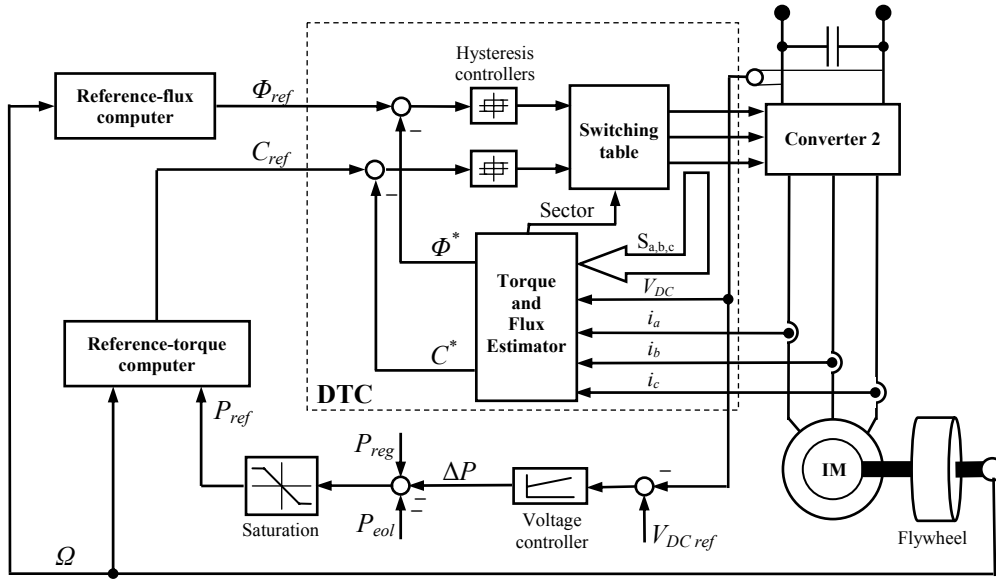 Hysteresis
controllers
Reference-flux
computer
Φref
Switching
table
Converter 2
Cref
Sector
Sa,b,c
Φ*
Torque
and
Flux
Estimator
VDC
ia
ib
ic
Reference-torque
computer
C*
DTC
Pref
Preg
ΔP
IM
Saturation
Peol
Voltage
controller
VDC ref
Flywheel
Ω